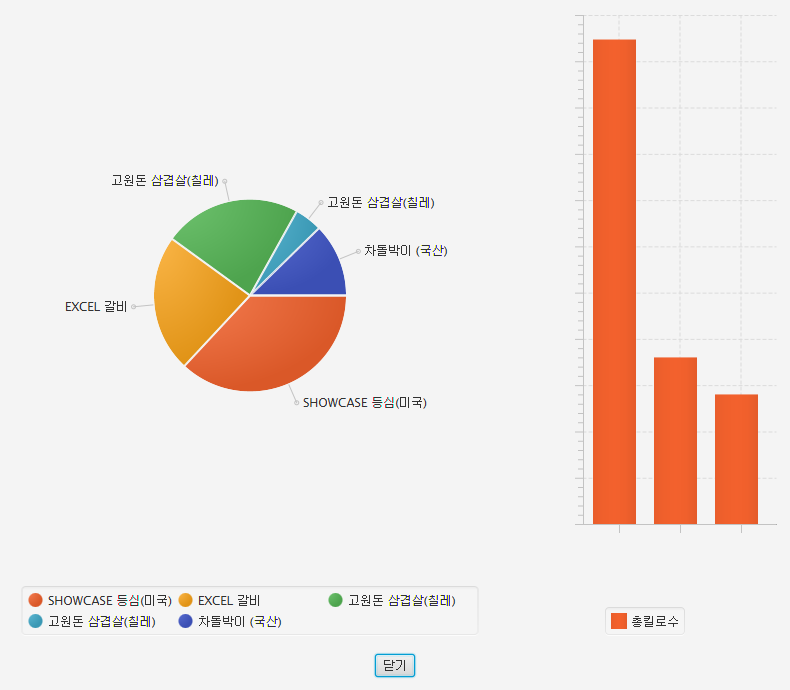 고원돈 삼겹살(칠레)
고원돈 삼겹살(칠레)
차돌박이 (국산)
EXCEL 갈비
SHOWCASE 등심(미국)
SHOWCASE 등심(미국) EXCEL 갈비 고원돈 삼겹살(칠레)
고원돈 삼겹살(칠레) 차돌박이 (국산)
총킬로수
닫기